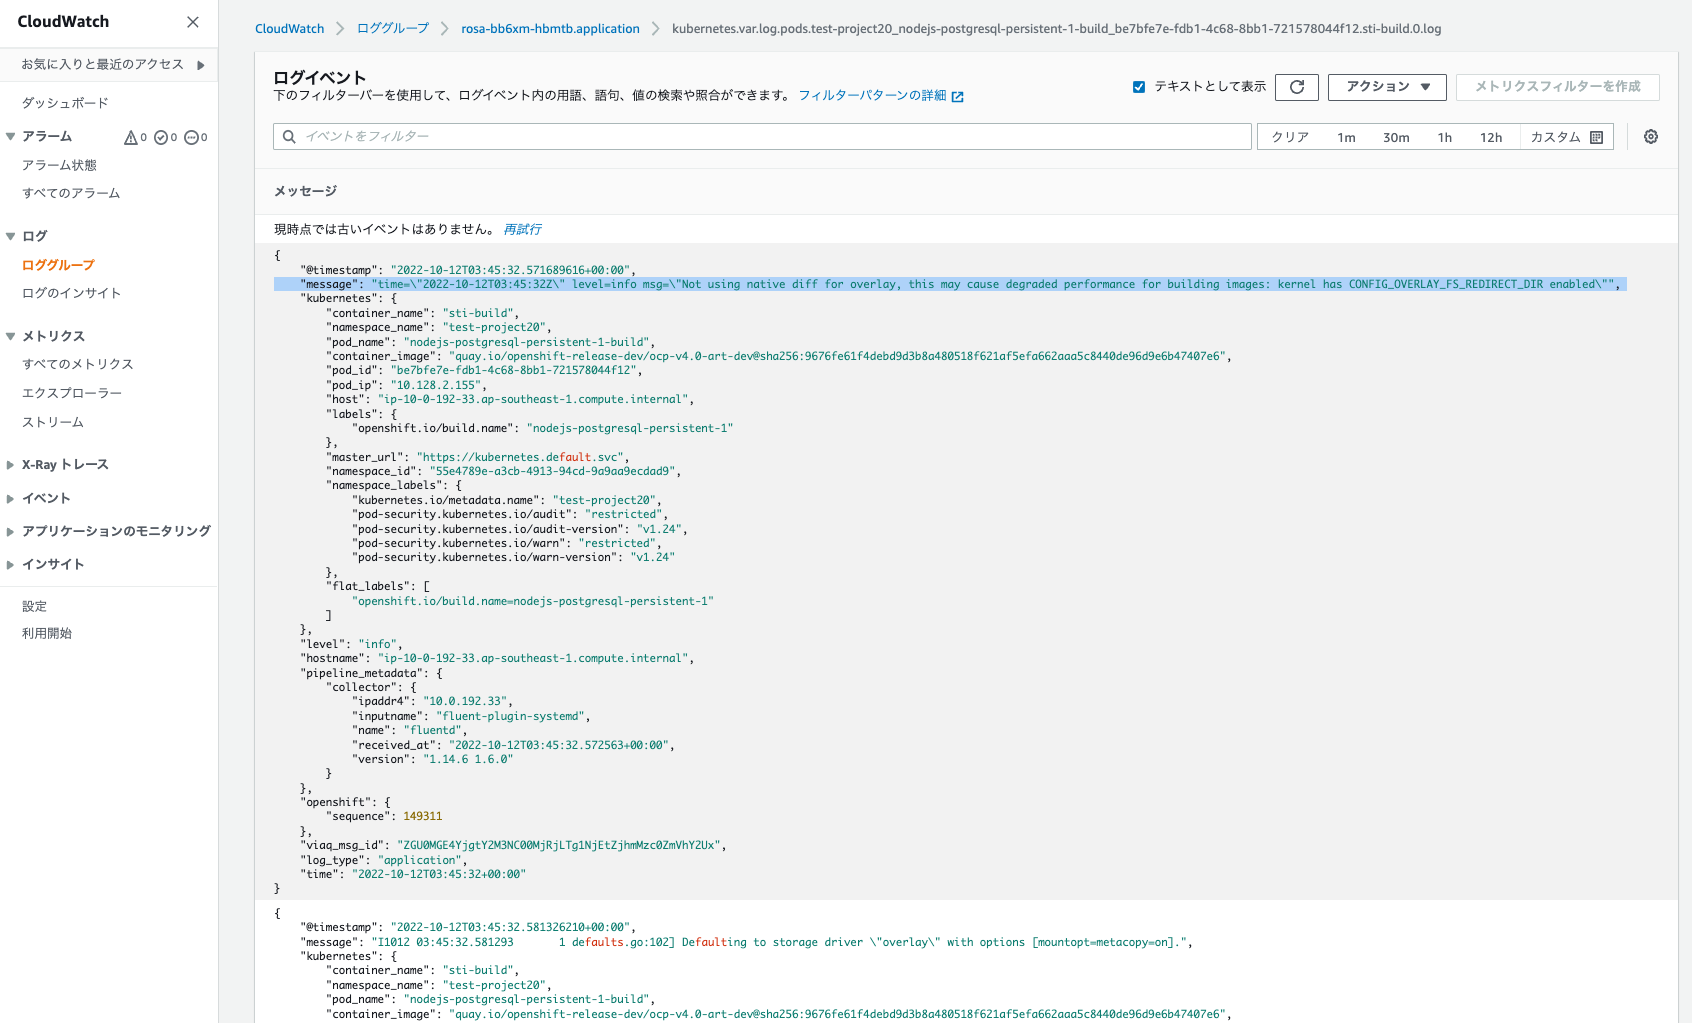 CloudWatch
お気に入りと最近のアクセス
ダッシュボード
アラーム 0 0 0
アラーム状態
すべてのアラーム
ログ
ロググループ
ログのインサイト
メトリクス
すべてのメトリクス
エクスプローラー
ストリーム
X-Ray トレース
イベント
アプリケーションのモニタリング
インサイト
設定
利用開始
CloudWatch > ロググループ > rosa-bb6xm-hbmtb.application > kubernetes.var.log.pods.test-project20_nodejs-postgresql-persistent-1-build_be7bfe7e-fdb1-4c68-8bb1-721578044f12.sti-build.0.log
ログイベント
下のフィルターバーを使用して、ログイベント内の用語、語句、値の検索や照合ができます。 フィルターパターンの詳細
テキストとして表示
アクション ▼
メトリクスフィルターを作成
イベントをフィルター
クリア 1m 30m 1h 12h カスタム
メッセージ
現時点では古いイベントはありません。 再試行
{
"@timestamp": "2022-10-12T03:45:32.571689616+00:00",
"message": "time=\"2022-10-12T03:45:32Z\" level=info msg=\"Not using native diff for overlay, this may cause degraded performance for building images: kernel has CONFIG_OVERLAY_FS_REDIRECT_DIR enabled\"",
"kubernetes": {
"container_name": "sti-build",
"namespace_name": "test-project20",
"pod_name": "nodejs-postgresql-persistent-1-build",
"container_image": "quay.io/openshift-release-dev/ocp-v4.0-art-dev@sha256:9676fe61f4debd9d3b8a480518f621af5efa662aaa5c8440de96d9e6b47407e6",
"pod_id": "be7bfe7e-fdb1-4c68-8bb1-721578044f12",
"pod_ip": "10.128.2.155",
"host": "ip-10-0-192-33.ap-southeast-1.compute.internal",
"labels": {
"openshift.io/build.name": "nodejs-postgresql-persistent-1"
},
"master_url": "https://kubernetes.default.svc",
"namespace_id": "55e4789e-a3cb-4913-94cd-9a9aa9ecdad9",
"namespace_labels": {
"kubernetes.io/metadata.name": "test-project20",
"pod-security.kubernetes.io/audit": "restricted",
"pod-security.kubernetes.io/audit-version": "v1.24",
"pod-security.kubernetes.io/warn": "restricted",
"pod-security.kubernetes.io/warn-version": "v1.24"
},
"flat_labels": [
"openshift.io/build.name=nodejs-postgresql-persistent-1"
]
},
"level": "info",
"hostname": "ip-10-0-192-33.ap-southeast-1.compute.internal",
"pipeline_metadata": {
"collector": {
"ipaddr4": "10.0.192.33",
"inputname": "fluent-plugin-systemd",
"name": "fluentd",
"received_at": "2022-10-12T03:45:32.572563+00:00",
"version": "1.14.6 1.6.0"
}
},
"openshift": {
"sequence": 149311
},
"viaq_msg_id": "ZGU0MGE4YjgtY2M3NC00MjRjLTg1NjEtZjhmMzc0ZmVhY2Ux",
"log_type": "application",
"time": "2022-10-12T03:45:32+00:00"
}
{
"@timestamp": "2022-10-12T03:45:32.581326210+00:00",
"message": "I1012 03:45:32.581293       1 defaults.go:102] Defaulting to storage driver \"overlay\" with options [mountopt=metacopy=on].",
"kubernetes": {
"container_name": "sti-build",
"namespace_name": "test-project20",
"pod_name": "nodejs-postgresql-persistent-1-build",
"container_image": "quay.io/openshift-release-dev/ocp-v4.0-art-dev@sha256:9676fe61f4debd9d3b8a480518f621af5efa662aaa5c8440de96d9e6b47407e6",